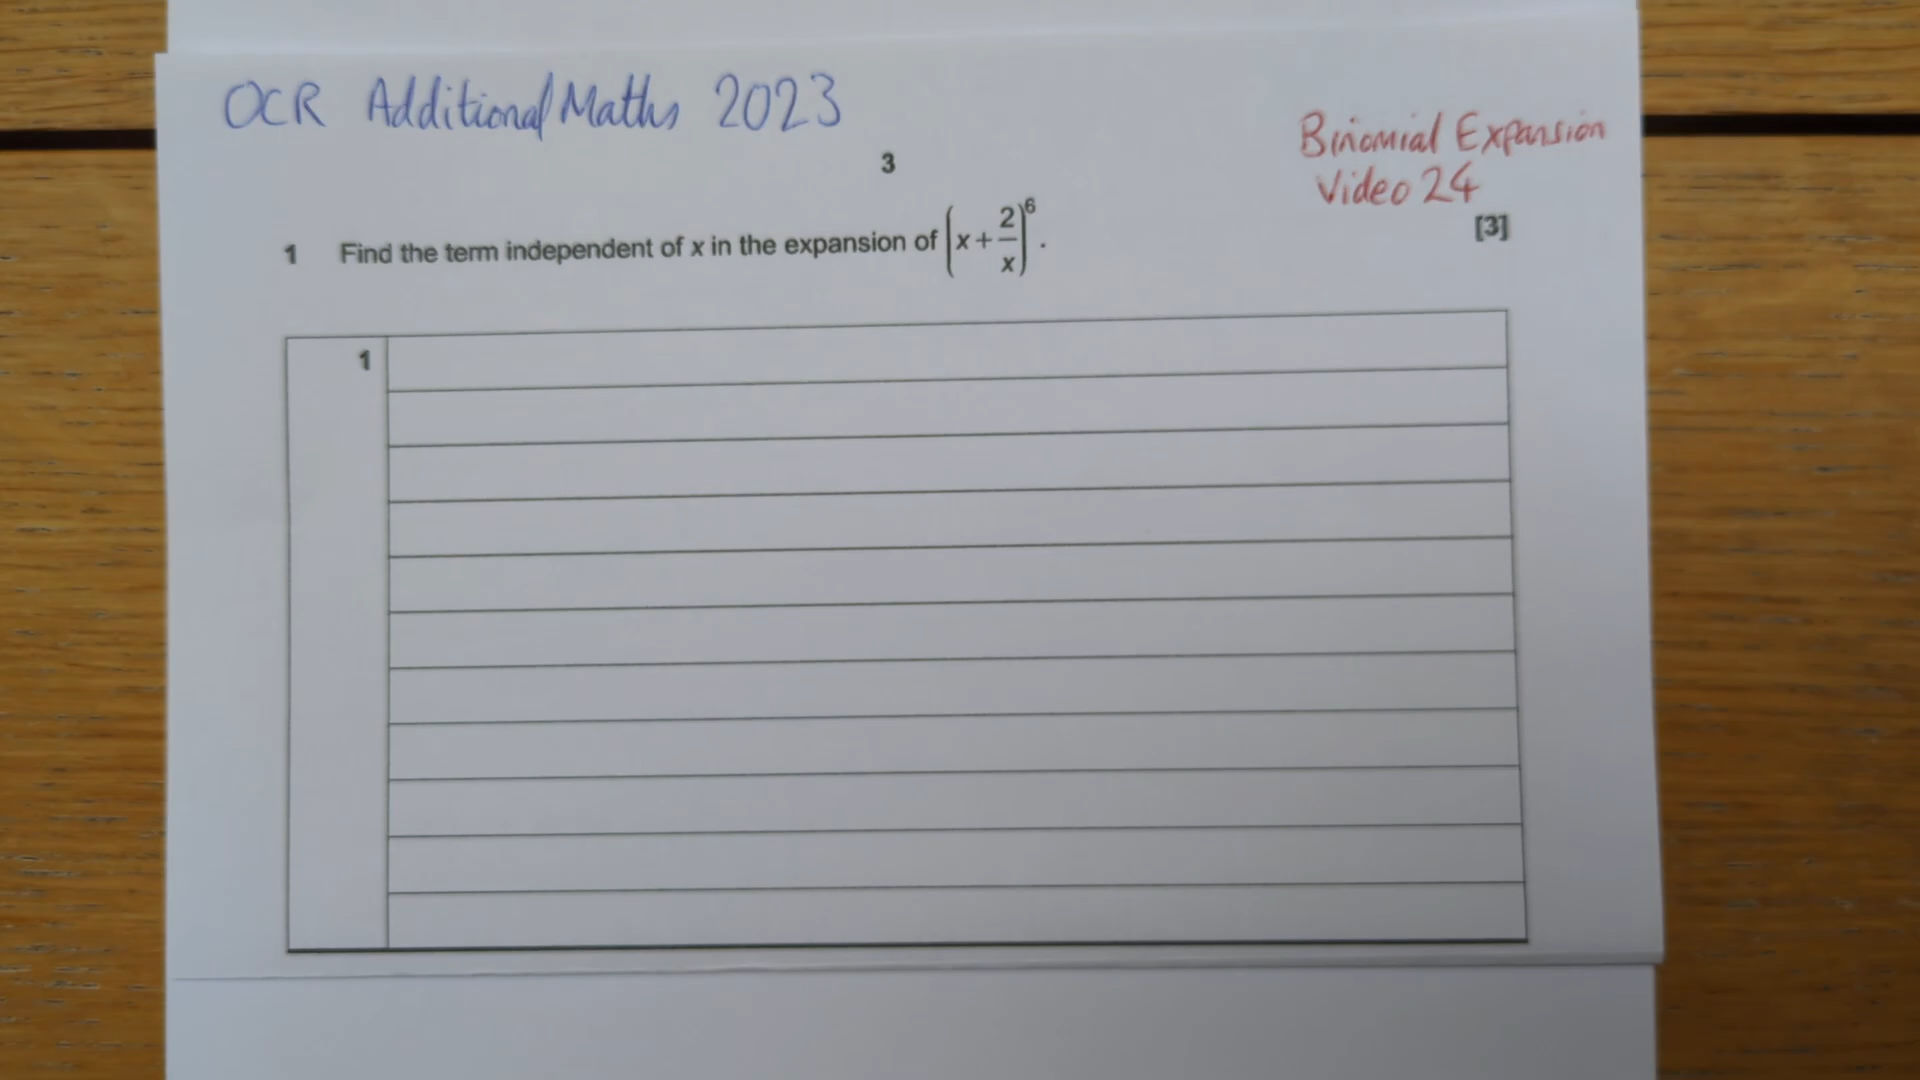 OCR Additional Maths 2023
Binomial Expansion
Video 24
3
1 Find the term independent of x in the expansion of (x + 2/x)^6. [3]
1